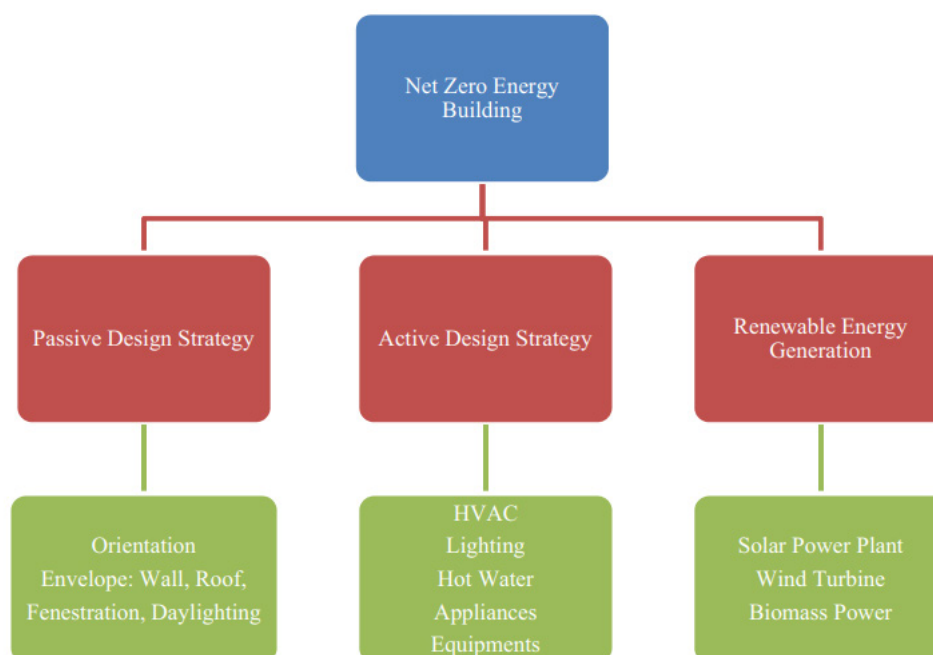 Net Zero Energy
Building
Passive Design Strategy
Active Design Strategy
Renewable Energy
Generation
Orientation
Envelope: Wall, Roof,
Fenestration, Daylighting
HVAC
Lighting
Hot Water
Appliances
Equipments
Solar Power Plant
Wind Turbine
Biomass Power